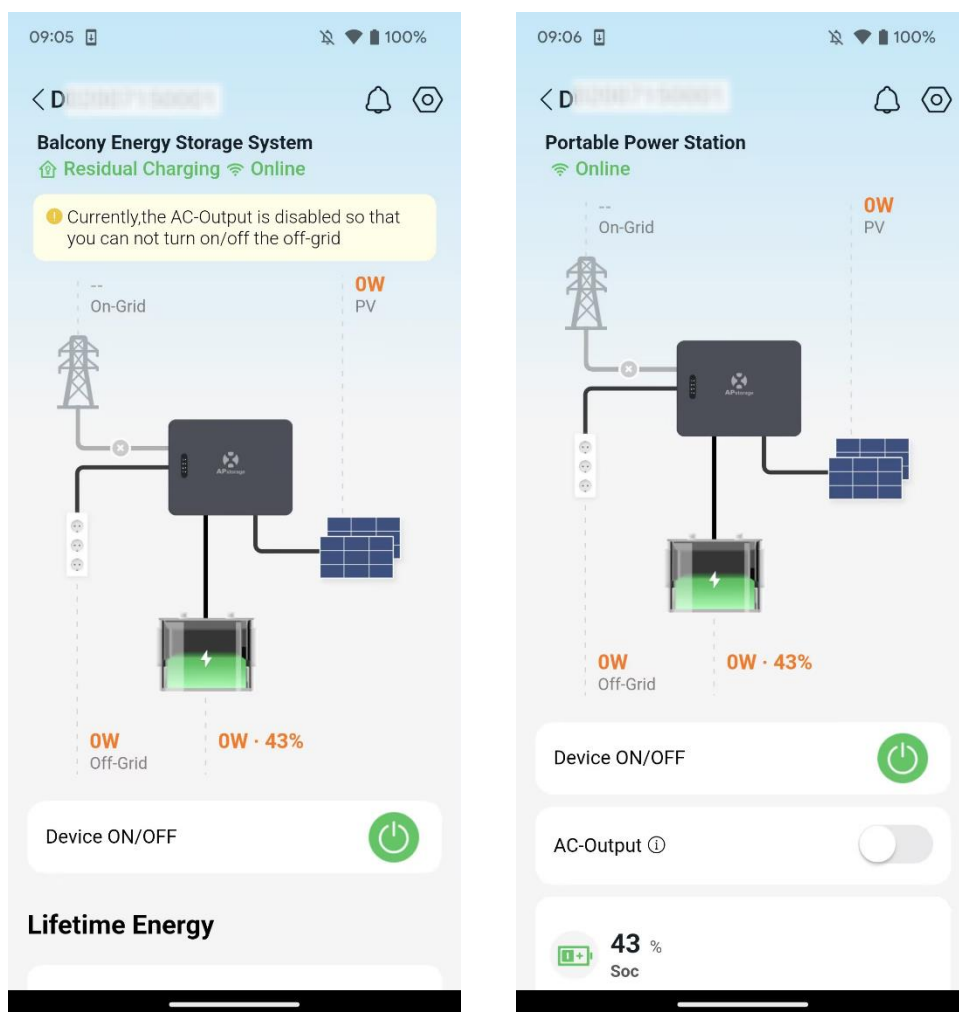 09:05
100%
D
Balcony Energy Storage System
Residual Charging Online
Currently,the AC-Output is disabled so that
you can not turn on/off the off-grid
--
On-Grid
0W
PV
APstorage
0W
Off-Grid
0W · 43%
Device ON/OFF
Lifetime Energy
09:06
100%
D
Portable Power Station
Online
--
On-Grid
0W
PV
APstorage
0W
Off-Grid
0W · 43%
Device ON/OFF
AC-Output
43 %
Soc